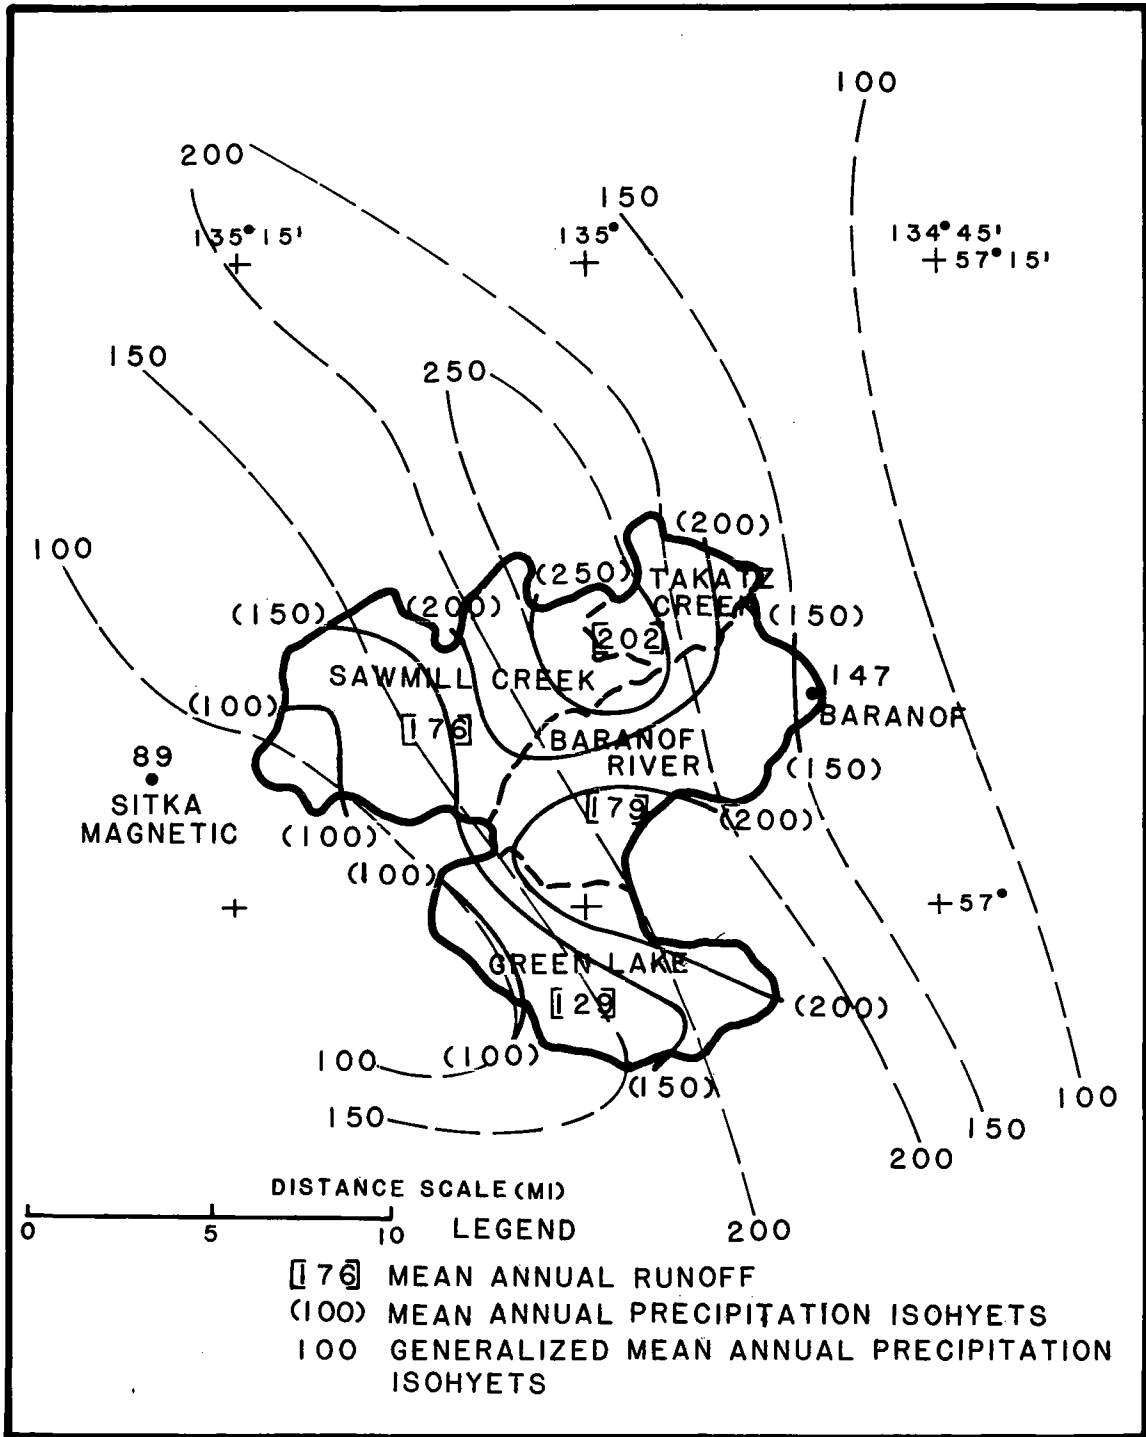 100
200
150
135° 15'
135°
134° 45'
57° 15'
150
250
100
(200)
(250)
TAKATZ
CREEK
(150)
(200)
(150)
[202]
SAWMILL CREEK
147
BARANOF
(100)
[176]
BARANOF
RIVER
89
SITKA
MAGNETIC
(150)
[179]
(200)
(100)
(100)
57°
GREEN LAKE
[129]
(200)
100
(100)
(150)
100
150
150
200
DISTANCE SCALE (MI)
0 5 10
LEGEND
200
[176] MEAN ANNUAL RUNOFF
(100) MEAN ANNUAL PRECIPITATION ISOHYETS
100 GENERALIZED MEAN ANNUAL PRECIPITATION
ISOHYETS